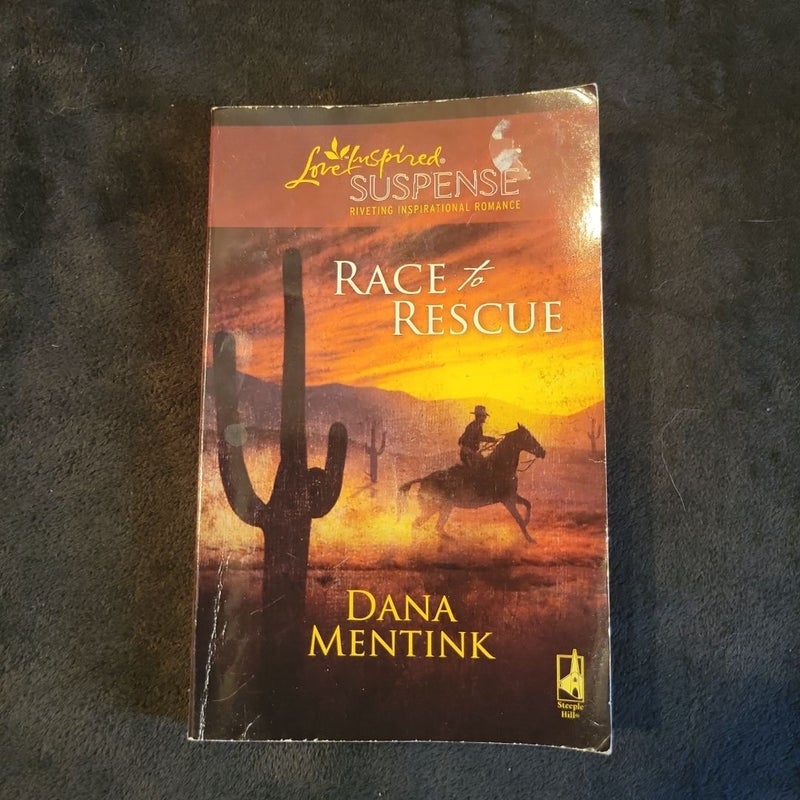 Love Inspired®
SUSPENSE
RIVETING INSPIRATIONAL ROMANCE
RACE to
RESCUE
DANA
MENTINK
Steeple
Hill®